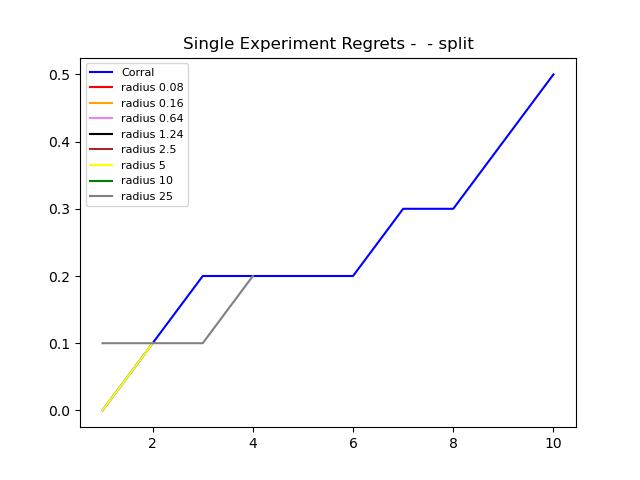 Single Experiment Regrets -  - split
0.5
0.4
0.3
0.2
0.1
0.0
Corral
radius 0.08
radius 0.16
radius 0.64
radius 1.24
radius 2.5
radius 5
radius 10
radius 25
2 4 6 8 10